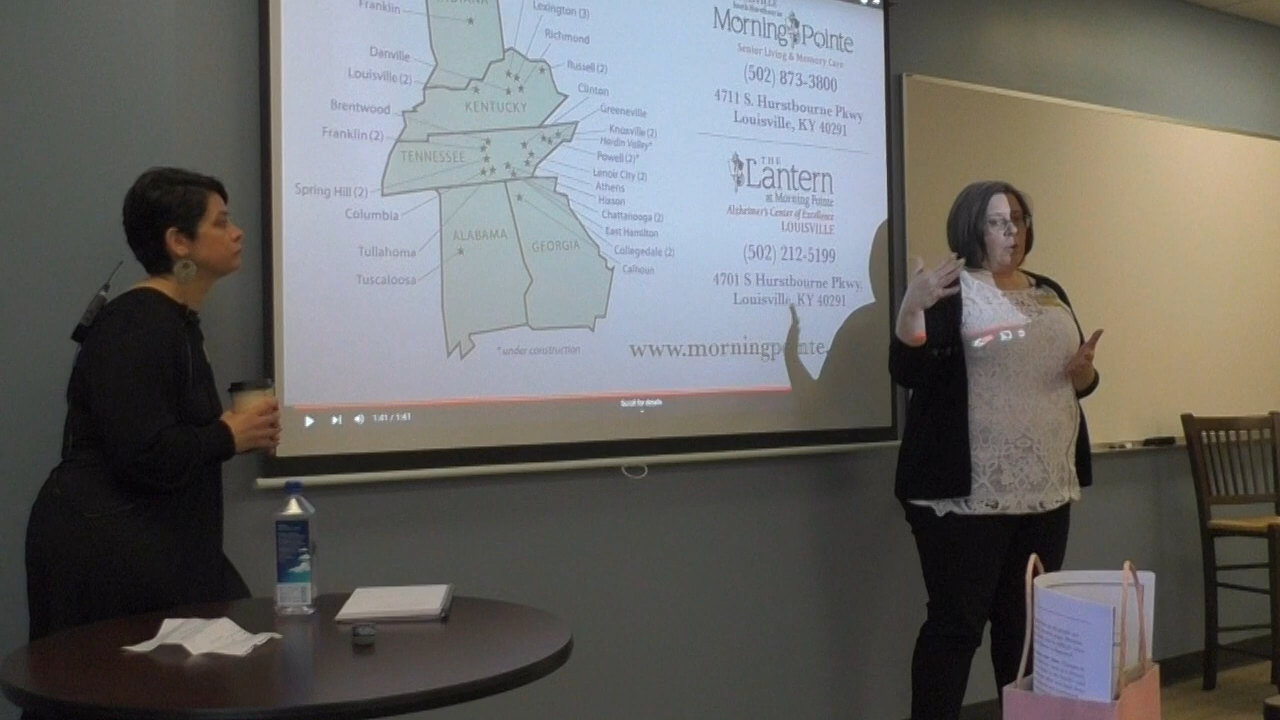 INDIANA
Franklin
Danville
Louisville (2)
Brentwood
Franklin (2)
Spring Hill (2)
Columbia
Tullahoma
Tuscaloosa
KENTUCKY
TENNESSEE
ALABAMA
GEORGIA
Lexington (3)
Richmond
Russell (2)
Clinton
Greeneville
Knoxville (2)
Hardin Valley*
Powell (2)*
Lenoir City (2)
Athens
Hixson
Chattanooga (2)
East Hamilton
Collegedale (2)
Calhoun
* under construction
Morning Pointe
Senior Living & Memory Care
(502) 873-3800
4711 S. Hurstbourne Pkwy
Louisville, KY 40291
THE
Lantern
at Morning Pointe
Alzheimer's Center of Excellence
LOUISVILLE
(502) 212-5199
4701 S Hurstbourne Pkwy,
Louisville, KY 40291
www.morningpointe.
1:41 / 1:41
Scroll for details